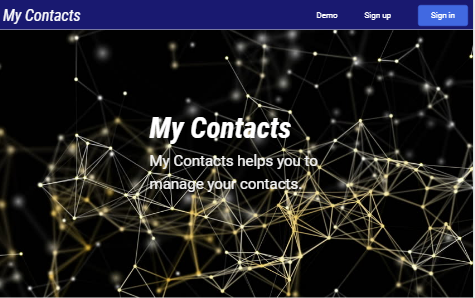 My Contacts
Demo
Sign up
Sign in
My Contacts
My Contacts helps you to
manage your contacts.